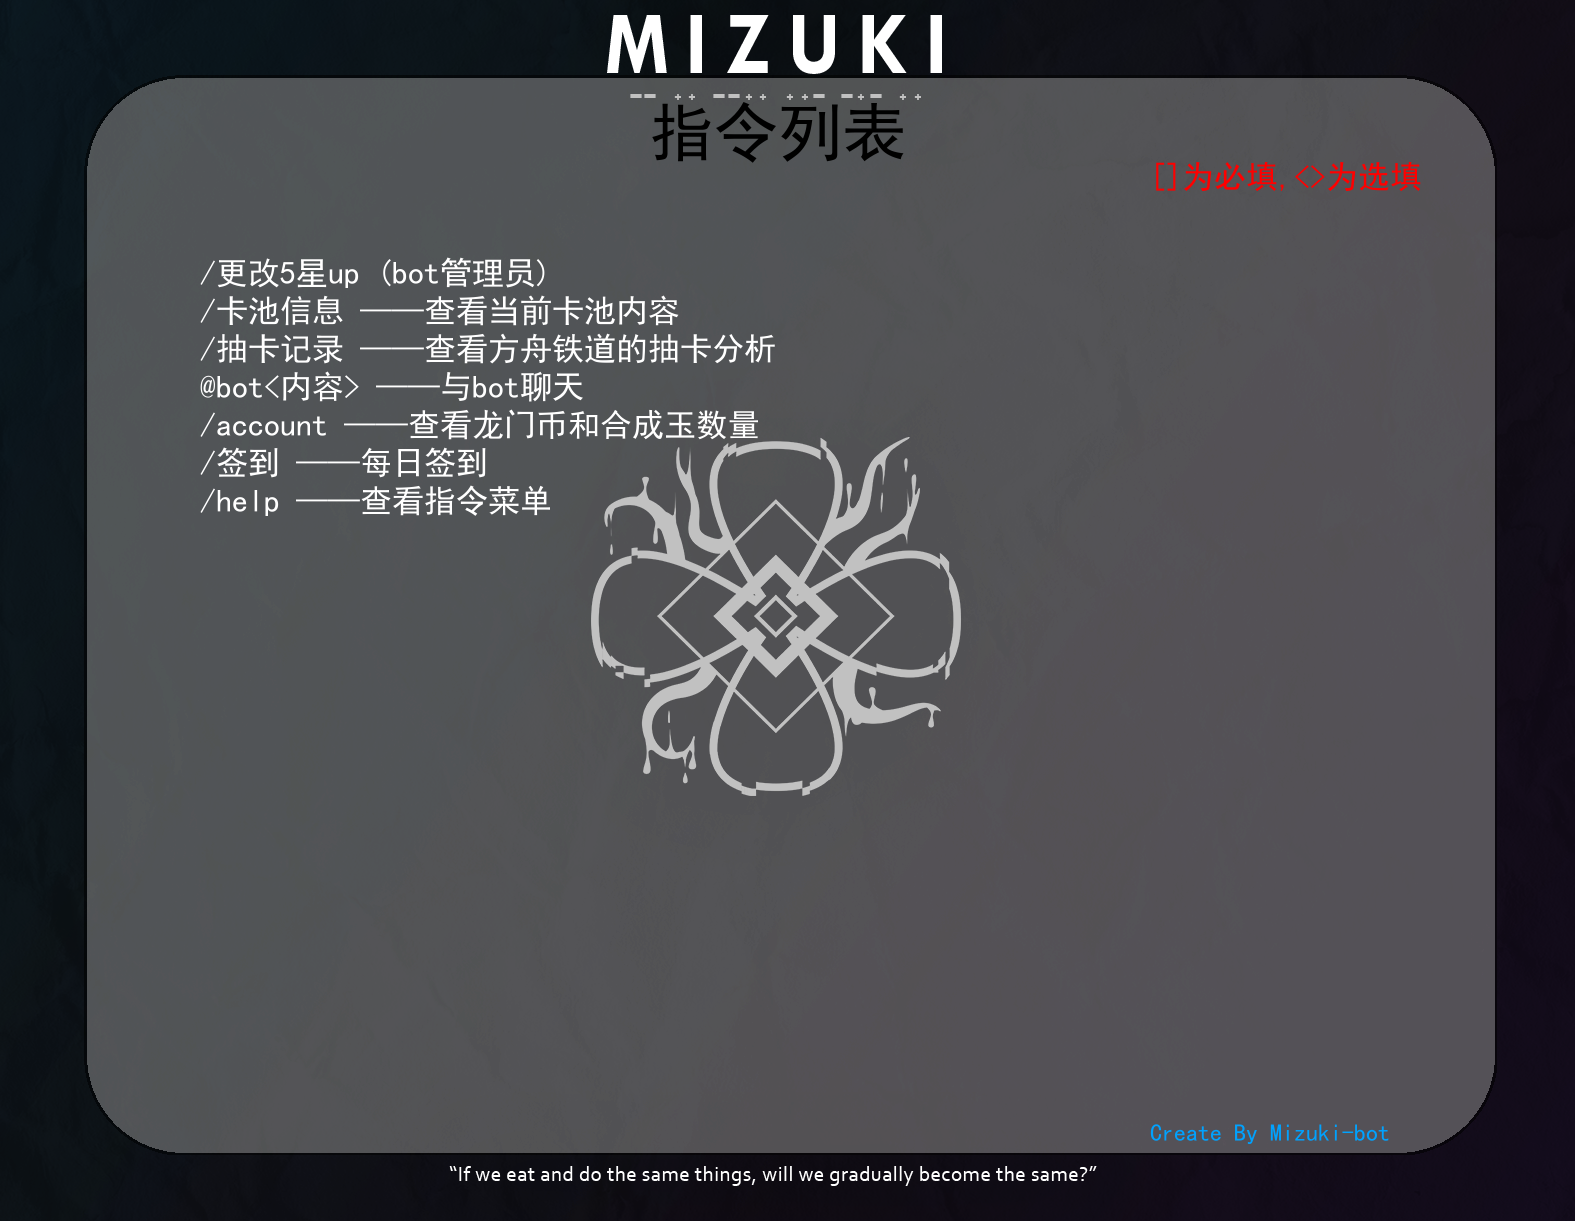 MIZUKI
指令列表
[]为必填,<>为选填
/更改5星up (bot管理员)
/卡池信息 ——查看当前卡池内容
/抽卡记录 ——查看方舟铁道的抽卡分析
@bot<内容> ——与bot聊天
/account ——查看龙门币和合成玉数量
/签到 ——每日签到
/help ——查看指令菜单
Create By Mizuki-bot
“If we eat and do the same things, will we gradually become the same?”